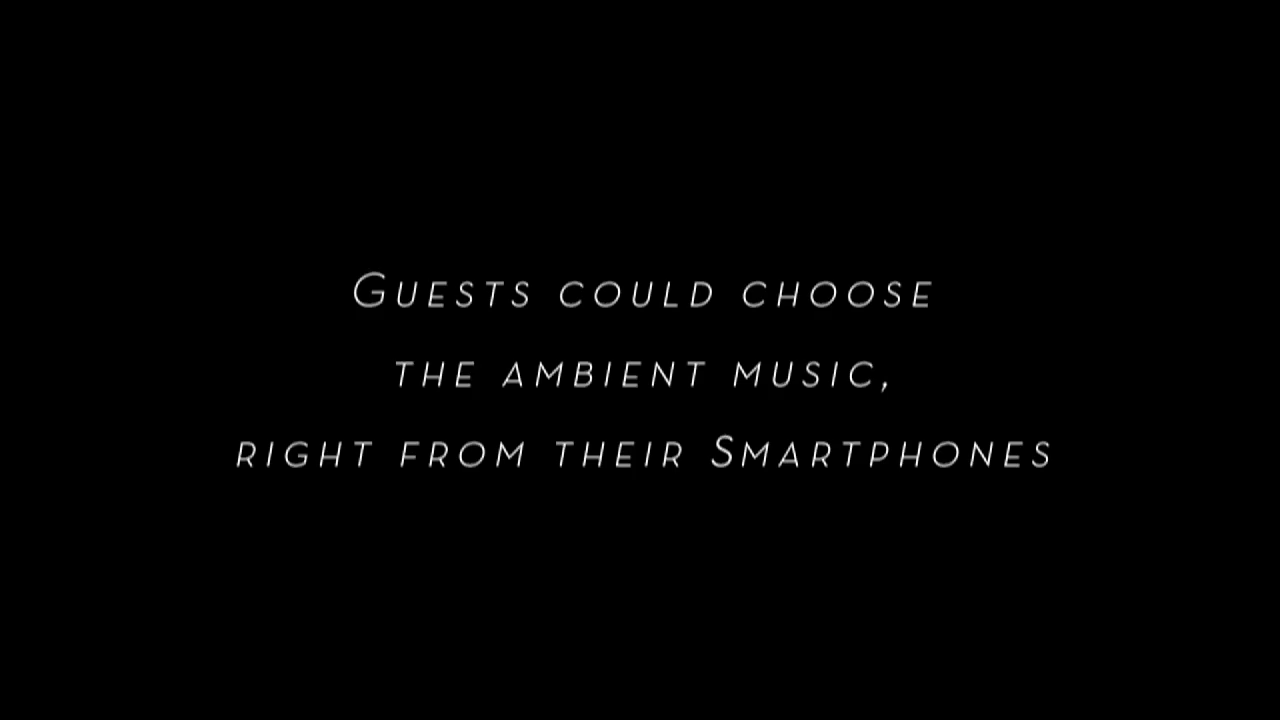 Guests could choose
the ambient music,
right from their Smartphones